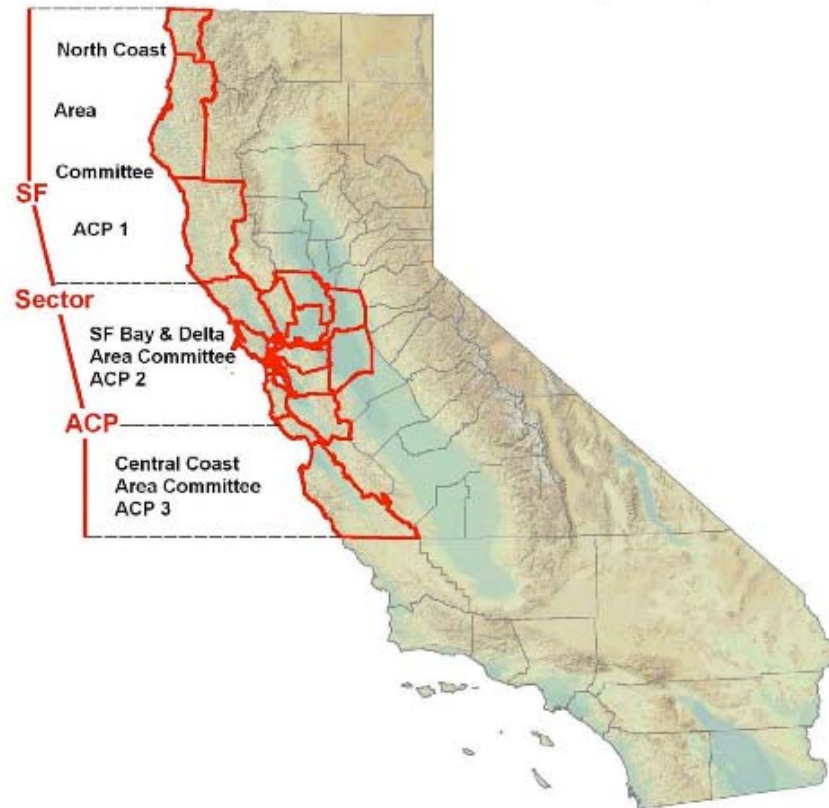 North Coast
Area
Committee
SF
ACP 1
Sector
SF Bay & Delta
Area Committee
ACP 2
ACP
Central Coast
Area Committee
ACP 3